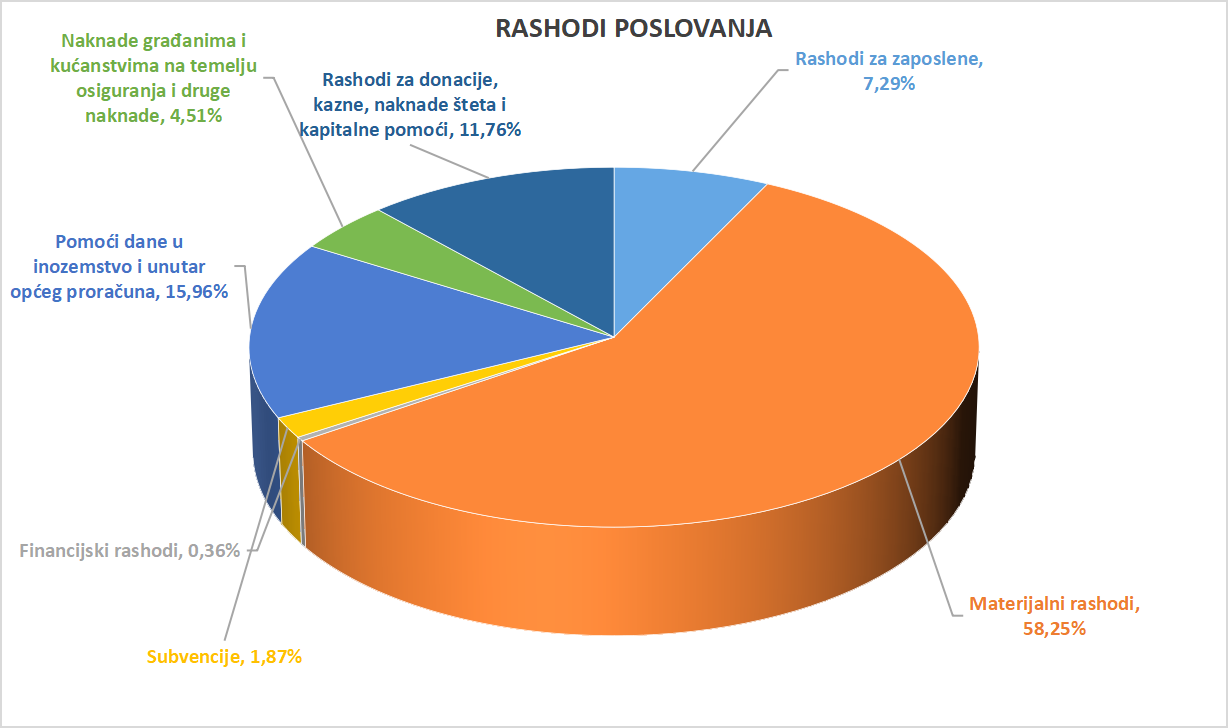 RASHODI POSLOVANJA
Naknade građanima i
kućanstvima na temelju
osiguranja i druge
naknade, 4,51%
Rashodi za donacije,
kazne, naknade šteta i
kapitalne pomoći, 11,76%
Rashodi za zaposlene,
7,29%
Pomoći dane u
inozemstvo i unutar
općeg proračuna, 15,96%
Financijski rashodi, 0,36%
Subvencije, 1,87%
Materijalni rashodi,
58,25%